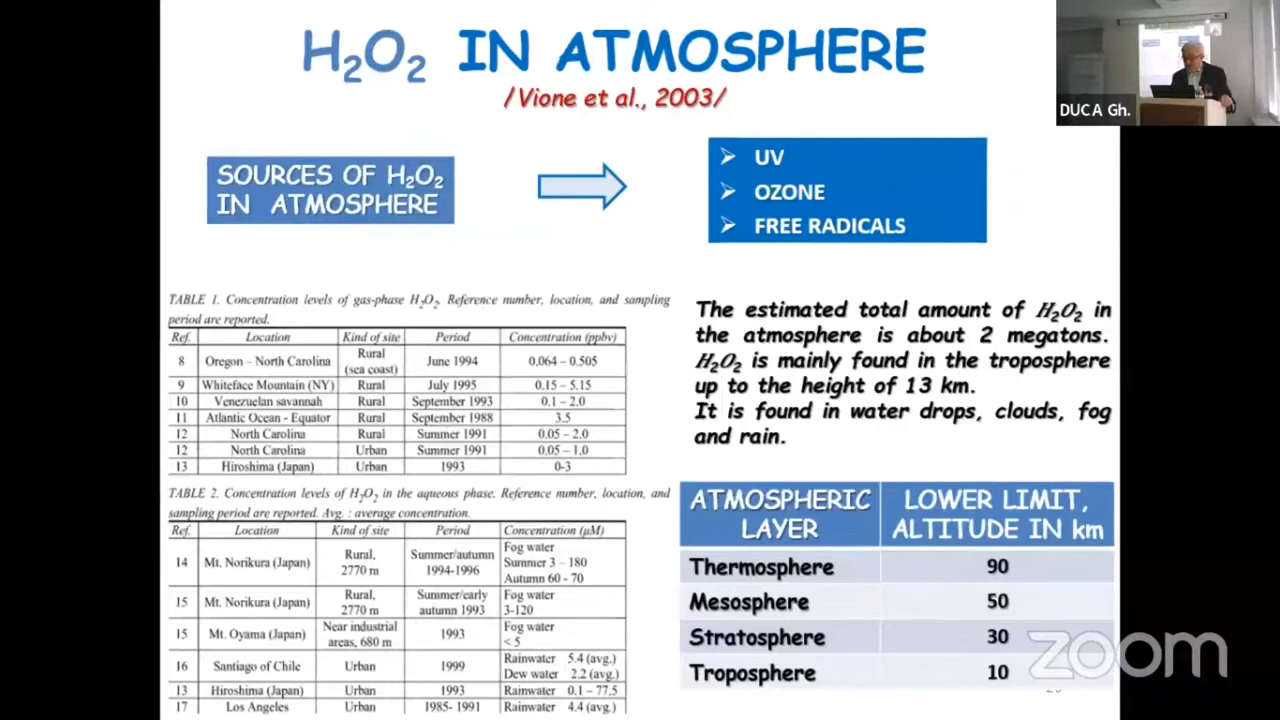 H₂O₂ IN ATMOSPHERE
/Vione et al., 2003/
DUCA Gh.
SOURCES OF H₂O₂
IN ATMOSPHERE
➢ UV
➢ OZONE
➢ FREE RADICALS
TABLE 1. Concentration levels of gas-phase H₂O₂. Reference number, location, and sampling
period are reported.
Ref. Location Kind of site Period Concentration (ppbv)
8 Oregon – North Carolina Rural (sea coast) June 1994 0,064 – 0.505
9 Whiteface Mountain (NY) Rural July 1995 0.15 – 5.15
10 Venezuelan savannah Rural September 1993 0.1 – 2.0
11 Atlantic Ocean - Equator Rural September 1988 3.5
12 North Carolina Rural Summer 1991 0.05 – 2.0
12 North Carolina Urban Summer 1991 0.05 – 1.0
13 Hiroshima (Japan) Urban 1993 0-3
TABLE 2. Concentration levels of H₂O₂ in the aqueous phase. Reference number, location, and
sampling period are reported. Avg. : average concentration.
Ref. Location Kind of site Period Concentration (μM)
14 Mt. Norikura (Japan) Rural, 2770 m Summer/autumn 1994-1996 Fog water Summer 3 – 180 Autumn 60 - 70
15 Mt. Norikura (Japan) Rural, 2770 m Summer/early autumn 1993 Fog water 3-120
15 Mt. Oyama (Japan) Near industrial areas, 680 m 1993 Fog water < 5
16 Santiago of Chile Urban 1999 Rainwater 5.4 (avg.) Dew water 2.2 (avg.)
13 Hiroshima (Japan) Urban 1993 Rainwater 0.1 – 77.5
17 Los Angeles Urban 1985- 1991 Rainwater 4.4 (avg.)
The estimated total amount of H₂O₂ in
the atmosphere is about 2 megatons.
H₂O₂ is mainly found in the troposphere
up to the height of 13 km.
It is found in water drops, clouds, fog
and rain.
ATMOSPHERIC LAYER LOWER LIMIT, ALTITUDE IN km
Thermosphere 90
Mesosphere 50
Stratosphere 30
Troposphere 10
zoom